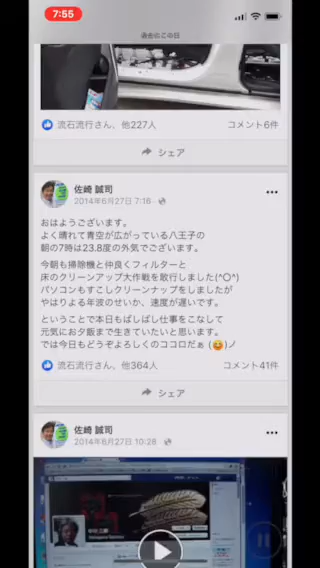 7:55
過去のこの日
流石流行さん、他227人
コメント6件
シェア
佐崎 誠司
2014年6月27日 7:16
おはようございます。
よく晴れて青空が広がっている八王子の
朝の7時は23.8度の外気でございます。
今朝も掃除機と仲良くフィルターと
床のクリーンアップ大作戦を敢行しました(^O^)
パソコンもすこしクリーンナップをしましたが
やはりよる年波のせいか、速度が遅いです。
ということで本日もばしばし仕事をこなして
元気にお夕飯まで生きていたいと思います。
では今日もどうぞよろしくのココロだぁ (😆)ノ
流石流行さん、他364人
コメント41件
シェア
佐崎 誠司
2014年6月27日 10:28